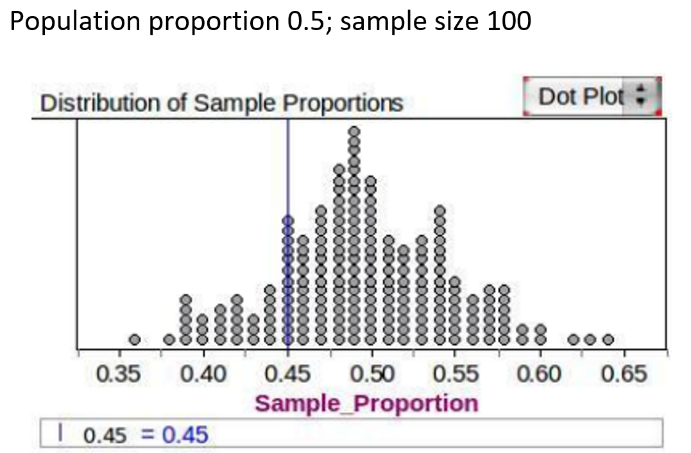 Population proportion 0.5; sample size 100
Dot Plot
Distribution of Sample Proportions
0.35 0.40 0.45 0.50 0.55 0.60 0.65
Sample_Proportion
0.45 = 0.45